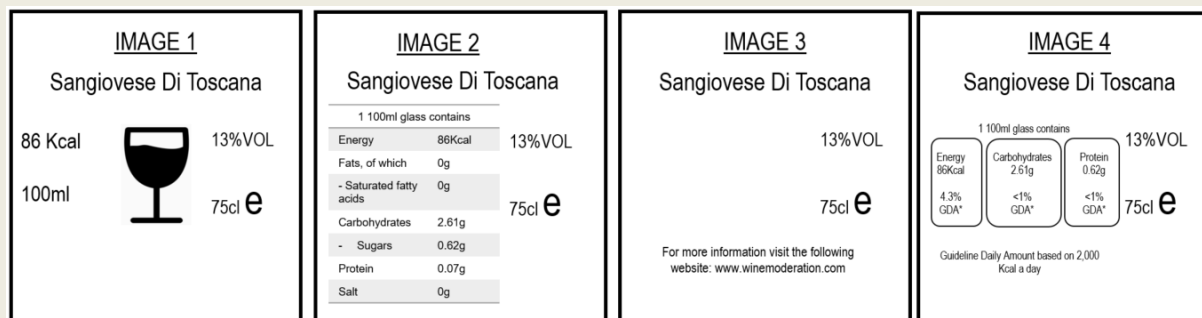 IMAGE 1
Sangiovese Di Toscana
86 Kcal
13%VOL
100ml
75cl e
IMAGE 2
Sangiovese Di Toscana
1 100ml glass contains
Energy 86Kcal
13%VOL
Fats, of which 0g
- Saturated fatty acids 0g
75cl e
Carbohydrates 2.61g
- Sugars 0.62g
Protein 0.07g
Salt 0g
IMAGE 3
Sangiovese Di Toscana
13%VOL
75cl e
For more information visit the following
website: www.winemoderation.com
IMAGE 4
Sangiovese Di Toscana
1 100ml glass contains
13%VOL
Energy
86Kcal
4.3%
GDA*
Carbohydrates
2.61g
<1%
GDA*
Protein
0.62g
<1%
GDA*
75cl e
Guideline Daily Amount based on 2,000
Kcal a day